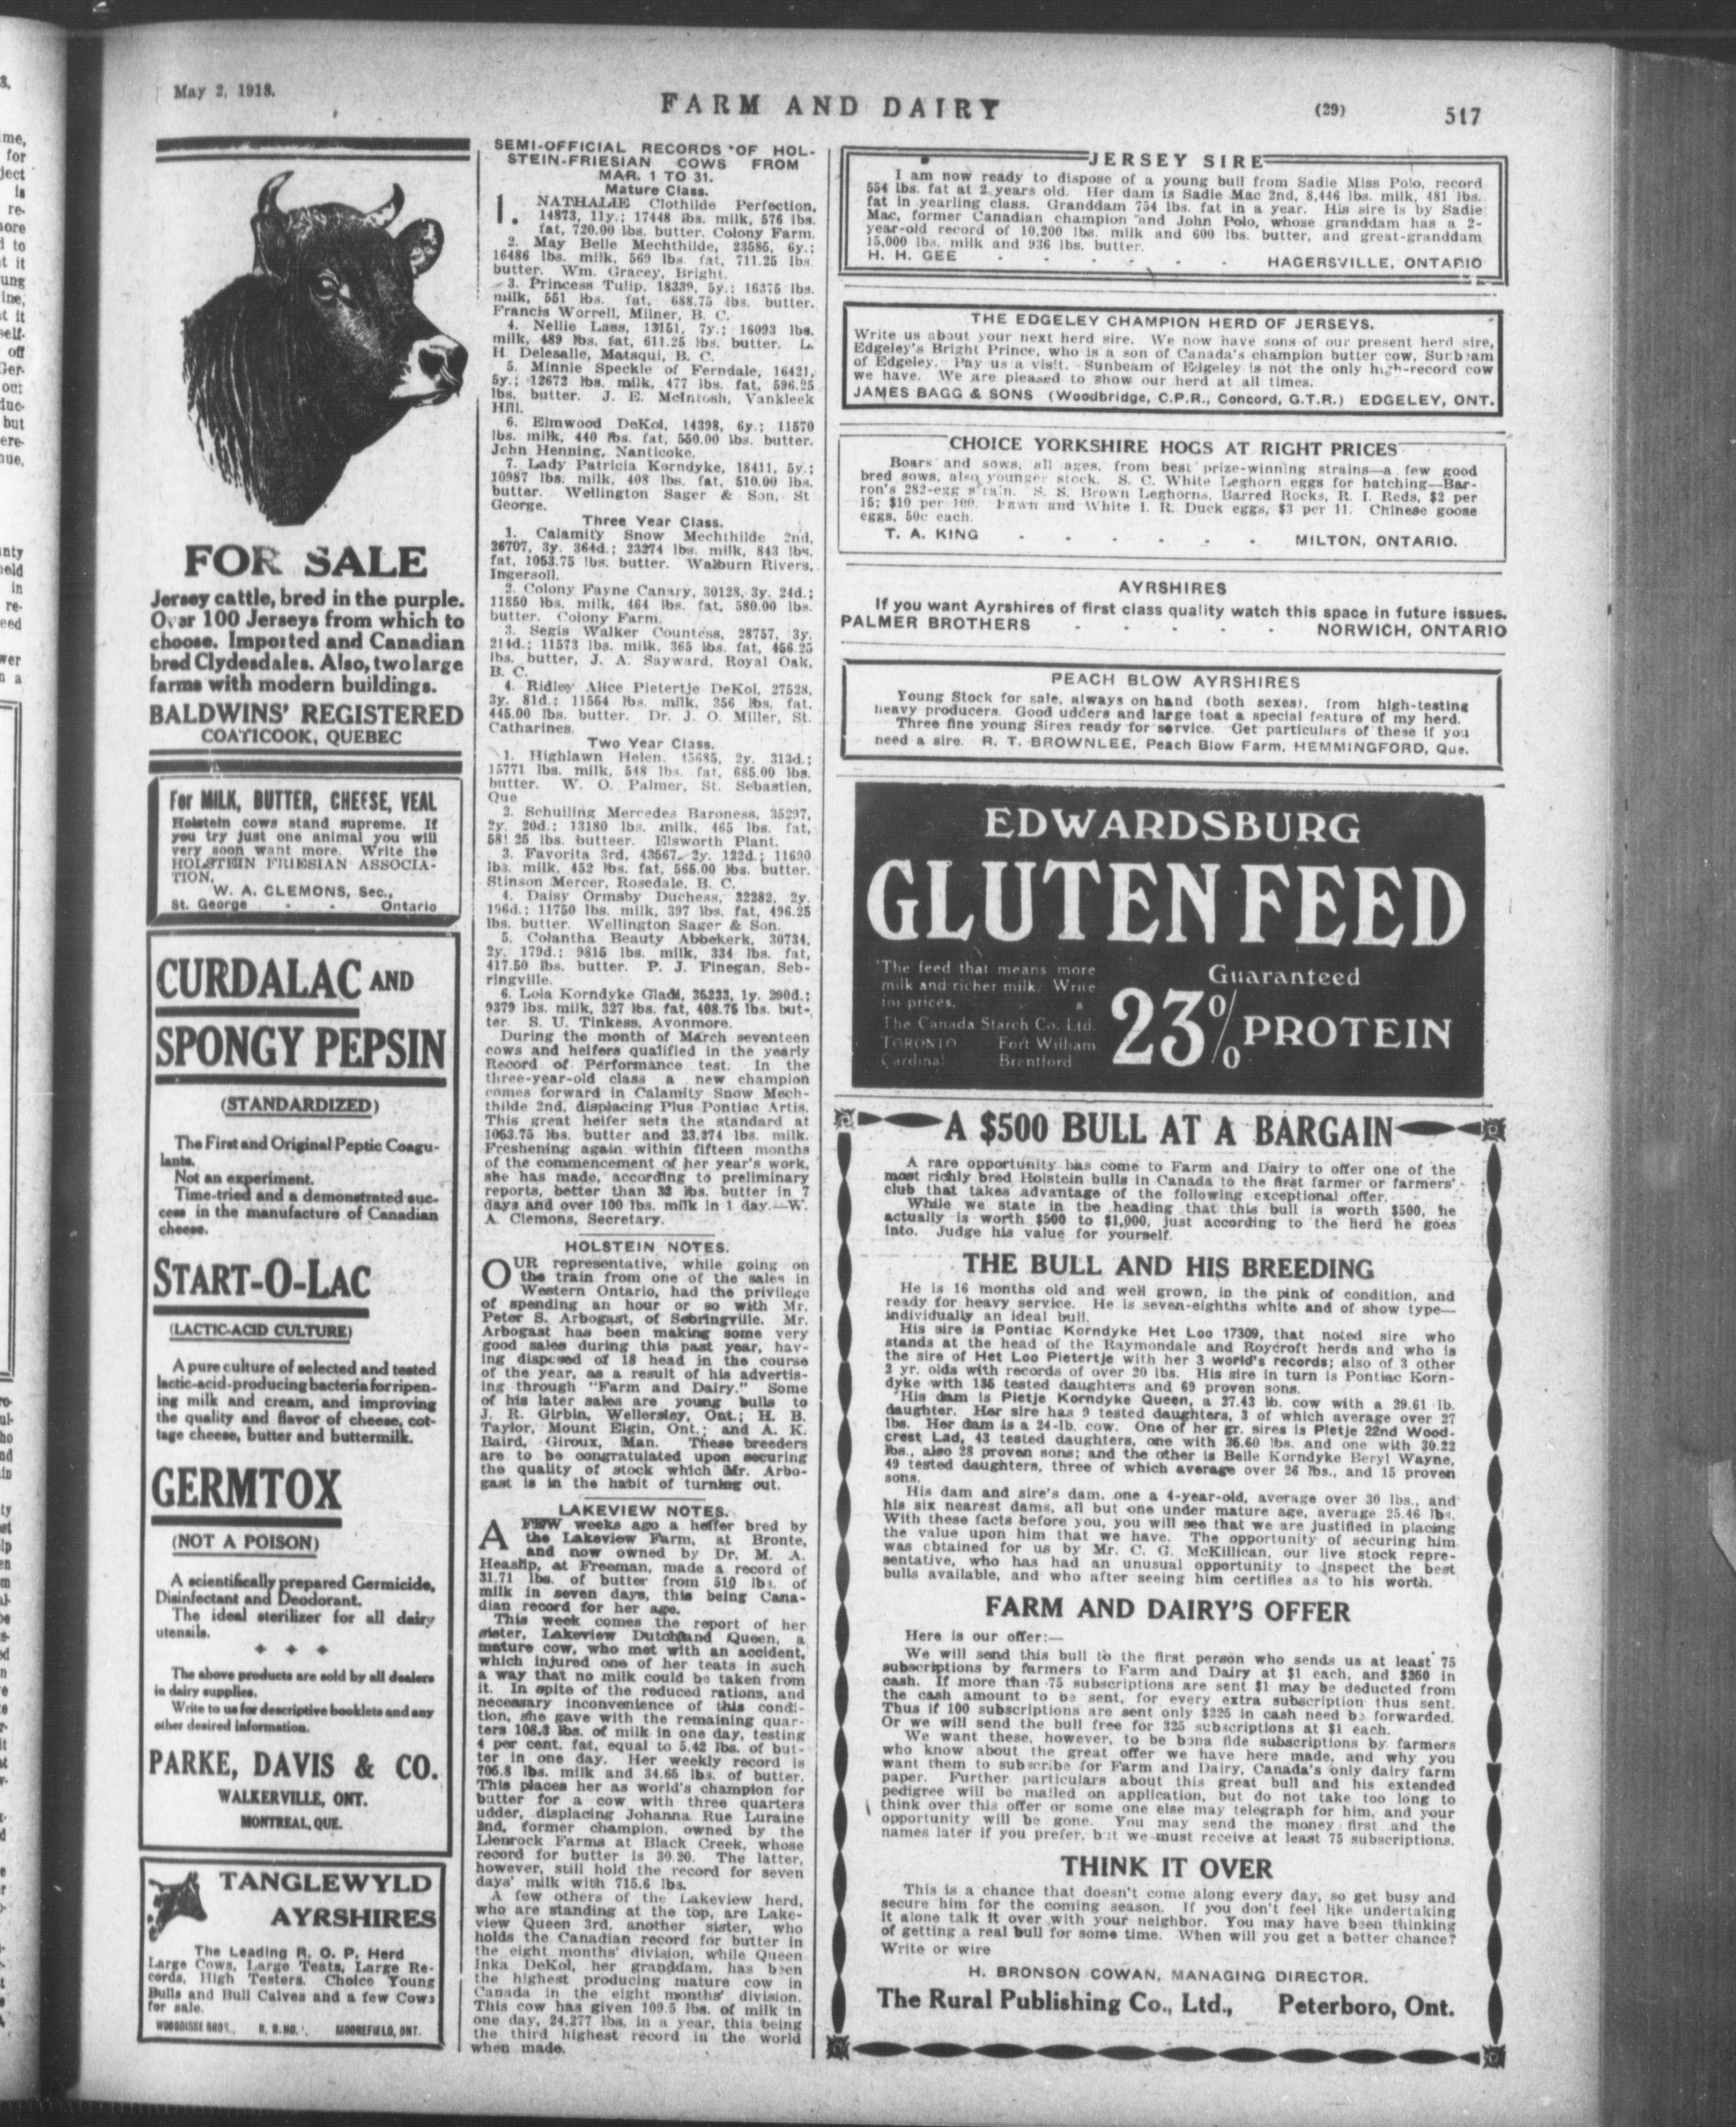 May 2, 1918.
FARM AND DAIRY
(29)
517
FOR SALE
Jersey cattle, bred in the purple.
Over 100 Jerseys from which to
choose. Imported and Canadian
bred Clydesdales. Also, two large
farms with modern buildings.
BALDWINS' REGISTERED
COATICOOK, QUEBEC
For MILK, BUTTER, CHEESE, VEAL
Holstein cows stand supreme. If
you try just one animal you will
very soon want more. Write the
HOLSTEIN FRIESIAN ASSOCIA-
TION,
W. A. CLEMONS, Sec.,
St. George - - Ontario
CURDALAC AND
SPONGY PEPSIN
(STANDARDIZED)
The First and Original Peptic Coagu-
lants.
Not an experiment.
Time-tried and a demonstrated suc-
cess in the manufacture of Canadian
cheese.
START-O-LAC
(LACTIC-ACID CULTURE)
A pure culture of selected and tested
lactic-acid-producing bacteria for ripen-
ing milk and cream, and improving
the quality and flavor of cheese, cot-
tage cheese, butter and buttermilk.
GERMTOX
(NOT A POISON)
A scientifically prepared Germicide,
Disinfectant and Deodorant.
The ideal sterilizer for all dairy
utensils.
The above products are sold by all dealers
in dairy supplies.
Write to us for descriptive booklets and any
other desired information.
PARKE, DAVIS & CO.
WALKERVILLE, ONT.
MONTREAL, QUE.
TANGLEWYLD
AYRSHIRES
The Leading R. O. P. Herd
Large Cows, Large Teats, Large Re-
cords, High Testers. Choice Young
Bulls and Bull Calves and a few Cows
for sale.
WOODISSE BROS., R. R. NO. MOOREFIELD, ONT.
SEMI-OFFICIAL RECORDS OF HOL-
STEIN-FRIESIAN COWS FROM
MAR. 1 TO 31.
Mature Class.
1. NATHALIE Clothilde Perfection,
14873, 11y.; 17448 lbs. milk, 576 lbs.
fat, 720.00 lbs. butter. Colony Farm.
2. May Belle Mechthilde, 23585, 6y.;
16486 lbs. milk, 569 lbs. fat, 711.25 lbs.
butter. Wm. Gracey, Bright.
3. Princess Tulip, 18339, 5y.; 16375 lbs.
milk, 551 lbs. fat, 688.75 lbs. butter.
Francis Worrell, Milner, B. C.
4. Nellie Lass, 13151, 7y.; 16093 lbs.
milk, 489 lbs. fat, 611.25 lbs. butter. L.
H. Delesalle, Matsqui, B. C.
5. Minnie Speckle of Ferndale, 16421,
5y.; 12672 lbs. milk, 477 lbs. fat, 596.25
lbs. butter. J. E. McIntosh, Vankleek
Hill.
6. Elmwood DeKol, 14398, 6y.; 11570
lbs. milk, 440 lbs. fat, 550.00 lbs. butter.
John Henning, Nanticoke.
7. Lady Patricia Korndyke, 18411, 5y.;
10987 lbs. milk, 408 lbs. fat, 510.00 lbs.
butter. Wellington Sager & Son, St
George.
Three Year Class.
1. Calamity Snow Mechthilde 2nd,
26707, 3y. 364d.; 23274 lbs. milk, 843 lbs.
fat, 1053.75 lbs. butter. Walburn Rivers,
Ingersoll.
2. Colony Fayne Canary, 30128, 3y. 24d.;
11850 lbs. milk, 464 lbs. fat, 580.00 lbs.
butter. Colony Farm.
3. Segis Walker Countess, 28757, 3y.
214d.; 11573 lbs. milk, 365 lbs. fat, 456.25
lbs. butter, J. A. Sayward, Royal Oak,
B. C.
4. Ridley Alice Pietertje DeKol, 27528,
3y. 81d.; 11554 lbs. milk, 356 lbs. fat,
445.00 lbs. butter. Dr. J. O. Miller, St.
Catharines.
Two Year Class.
1. Highlawn Helen, 45685, 2y. 313d.;
15771 lbs. milk, 548 lbs. fat, 685.00 lbs.
butter. W. O. Palmer, St. Sebastien,
Que
2. Schuiling Mercedes Baroness, 35297,
2y. 20d.; 13180 lbs. milk, 465 lbs. fat,
581 25 lbs. butteer. Elsworth Plant.
3. Favorita 3rd, 43567, 2y. 122d.; 11690
lbs. milk, 452 lbs. fat, 565.00 lbs. butter.
Stinson Mercer, Rosedale, B. C.
4. Daisy Ormsby Duchess, 32282, 2y.
196d.; 11750 lbs. milk, 397 lbs. fat, 496.25
lbs. butter. Wellington Sager & Son.
5. Colantha Beauty Abbekerk, 30734,
2y. 179d.; 9815 lbs. milk, 334 lbs. fat,
417.50 lbs. butter. P. J. Finegan, Seb-
ringville.
6. Lola Korndyke Gladi, 35223, 1y. 290d.;
9379 lbs. milk, 327 lbs. fat, 408.75 lbs. but-
ter. S. U. Tinkess, Avonmore.
During the month of March seventeen
cows and heifers qualified in the yearly
Record of Performance test. In the
three-year-old class a new champion
comes forward in Calamity Snow Mech-
thilde 2nd, displacing Plus Pontiac Artis.
This great heifer sets the standard at
1053.75 lbs. butter and 23,274 lbs. milk.
Freshening again within fifteen months
of the commencement of her year's work,
she has made, according to preliminary
reports, better than 32 lbs. butter in 7
days and over 100 lbs. milk in 1 day.—W.
A. Clemons, Secretary.
HOLSTEIN NOTES.
OUR representative, while going on
the train from one of the sales in
Western Ontario, had the privilege
of spending an hour or so with Mr.
Peter S. Arbogast, of Sebringville. Mr.
Arbogast has been making some very
good sales during this past year, hav-
ing disposed of 18 head in the course
of the year, as a result of his advertis-
ing through "Farm and Dairy." Some
of his later sales are young bulls to
J. R. Girbin, Wellersley, Ont.; H. B.
Taylor, Mount Elgin, Ont.; and A. K.
Baird, Giroux, Man. These breeders
are to be congratulated upon securing
the quality of stock which Mr. Arbo-
gast is in the habit of turning out.
LAKEVIEW NOTES.
A FEW weeks ago a heifer bred by
the Lakeview Farm, at Bronte,
and now owned by Dr. M. A.
Heaslip, at Freeman, made a record of
31.71 lbs. of butter from 510 lbs. of
milk in seven days, this being Cana-
dian record for her age.
This week comes the report of her
sister, Lakeview Dutchland Queen, a
mature cow, who met with an accident,
which injured one of her teats in such
a way that no milk could be taken from
it. In spite of the reduced rations, and
necessary inconvenience of this condi-
tion, she gave with the remaining quar-
ters 108.3 lbs. of milk in one day, testing
4 per cent. fat, equal to 5.42 lbs. of but-
ter in one day. Her weekly record is
706.8 lbs. milk and 34.65 lbs. of butter.
This places her as world's champion for
butter for a cow with three quarters
udder, displacing Johanna Rue Luraine
2nd, former champion, owned by the
Llenrock Farms at Black Creek, whose
record for butter is 30.20. The latter,
however, still hold the record for seven
days' milk with 715.6 lbs.
A few others of the Lakeview herd,
who are standing at the top, are Lake-
view Queen 3rd, another sister, who
holds the Canadian record for butter in
the eight months' division, while Queen
Inka DeKol, her granddam, has been
the highest producing mature cow in
Canada in the eight months' division.
This cow has given 109.5 lbs. of milk in
one day, 24,277 lbs. in a year, this being
the third highest record in the world
when made.
JERSEY SIRE
I am now ready to dispose of a young bull from Sadie Miss Polo, record
554 lbs. fat at 2 years old. Her dam is Sadie Mac 2nd, 8,446 lbs. milk, 481 lbs.
fat in yearling class. Granddam 754 lbs. fat in a year. His sire is by Sadie
Mac, former Canadian champion and John Polo, whose granddam has a 2-
year-old record of 10,200 lbs. milk and 600 lbs. butter, and great-granddam
15,000 lbs. milk and 936 lbs. butter.
H. H. GEE - - - - - - HAGERSVILLE, ONTARIO
THE EDGELEY CHAMPION HERD OF JERSEYS.
Write us about your next herd sire. We now have sons of our present herd sire,
Edgeley's Bright Prince, who is a son of Canada's champion butter cow, Sunbeam
of Edgeley. Pay us a visit. Sunbeam of Edgeley is not the only high-record cow
we have. We are pleased to show our herd at all times.
JAMES BAGG & SONS (Woodbridge, C.P.R., Concord, G.T.R.) EDGELEY, ONT.
CHOICE YORKSHIRE HOGS AT RIGHT PRICES
Boars and sows, all ages, from best prize-winning strains—a few good
bred sows, also younger stock. S. C. White Leghorn eggs for hatching—Bar-
ron's 282-egg strain. S. S. Brown Leghorns, Barred Rocks, R. I. Reds, $2 per
15; $10 per 100. Fawn and White I. R. Duck eggs, $3 per 11. Chinese goose
eggs, 50c each.
T. A. KING - - - - - - MILTON, ONTARIO.
AYRSHIRES
If you want Ayrshires of first class quality watch this space in future issues.
PALMER BROTHERS - - - - - NORWICH, ONTARIO
PEACH BLOW AYRSHIRES
Young Stock for sale, always on hand (both sexes), from high-testing
heavy producers. Good udders and large teat a special feature of my herd.
Three fine young Sires ready for service. Get particulars of these if you
need a sire. R. T. BROWNLEE, Peach Blow Farm, HEMMINGFORD, Que.
EDWARDSBURG
GLUTEN FEED
The feed that means more
milk and richer milk. Write
for prices.
The Canada Starch Co. Ltd.
TORONTO Fort William
Cardinal Brantford
Guaranteed
23% PROTEIN
A $500 BULL AT A BARGAIN
A rare opportunity has come to Farm and Dairy to offer one of the
most richly bred Holstein bulls in Canada to the first farmer or farmers'
club that takes advantage of the following exceptional offer.
While we state in the heading that this bull is worth $500, he
actually is worth $500 to $1,000, just according to the herd he goes
into. Judge his value for yourself.
THE BULL AND HIS BREEDING
He is 16 months old and well grown, in the pink of condition, and
ready for heavy service. He is seven-eighths white and of show type—
individually an ideal bull.
His sire is Pontiac Korndyke Het Loo 17309, that noted sire who
stands at the head of the Raymondale and Roycroft herds and who is
the sire of Het Loo Pietertje with her 3 world's records; also of 3 other
2 yr. olds with records of over 20 lbs. His sire in turn is Pontiac Korn-
dyke with 136 tested daughters and 69 proven sons.
His dam is Pietje Korndyke Queen, a 27.43 lb. cow with a 29.61 lb.
daughter. Her sire has 9 tested daughters, 3 of which average over 27
lbs. Her dam is a 24-lb. cow. One of her gr. sires is Pietje 22nd Wood-
crest Lad, 43 tested daughters, one with 35.60 lbs. and one with 30.22
lbs., also 28 proven sons; and the other is Belle Korndyke Beryl Wayne,
49 tested daughters, three of which average over 26 lbs., and 15 proven
sons.
His dam and sire's dam, one a 4-year-old, average over 30 lbs., and
his six nearest dams, all but one under mature age, average 25.46 lbs.
With these facts before you, you will see that we are justified in placing
the value upon him that we have. The opportunity of securing him
was obtained for us by Mr. C. G. McKillican, our live stock repre-
sentative, who has had an unusual opportunity to inspect the best
bulls available, and who after seeing him certifies as to his worth.
FARM AND DAIRY'S OFFER
Here is our offer:—
We will send this bull to the first person who sends us at least 75
subscriptions by farmers to Farm and Dairy at $1 each, and $250 in
cash. If more than 75 subscriptions are sent $1 may be deducted from
the cash amount to be sent, for every extra subscription thus sent.
Thus if 100 subscriptions are sent only $225 in cash need be forwarded.
Or we will send the bull free for 325 subscriptions at $1 each.
We want these, however, to be bona fide subscriptions by farmers
who know about the great offer we have here made, and why you
want them to subscribe for Farm and Dairy, Canada's only dairy farm
paper. Further particulars about this great bull and his extended
pedigree will be mailed on application, but do not take too long to
think over this offer or some one else may telegraph for him, and your
opportunity will be gone. You may send the money first and the
names later if you prefer, but we must receive at least 75 subscriptions.
THINK IT OVER
This is a chance that doesn't come along every day, so get busy and
secure him for the coming season. If you don't feel like undertaking
it alone talk it over with your neighbor. You may have been thinking
of getting a real bull for some time. When will you get a better chance?
Write or wire
H. BRONSON COWAN, MANAGING DIRECTOR.
The Rural Publishing Co., Ltd., Peterboro, Ont.